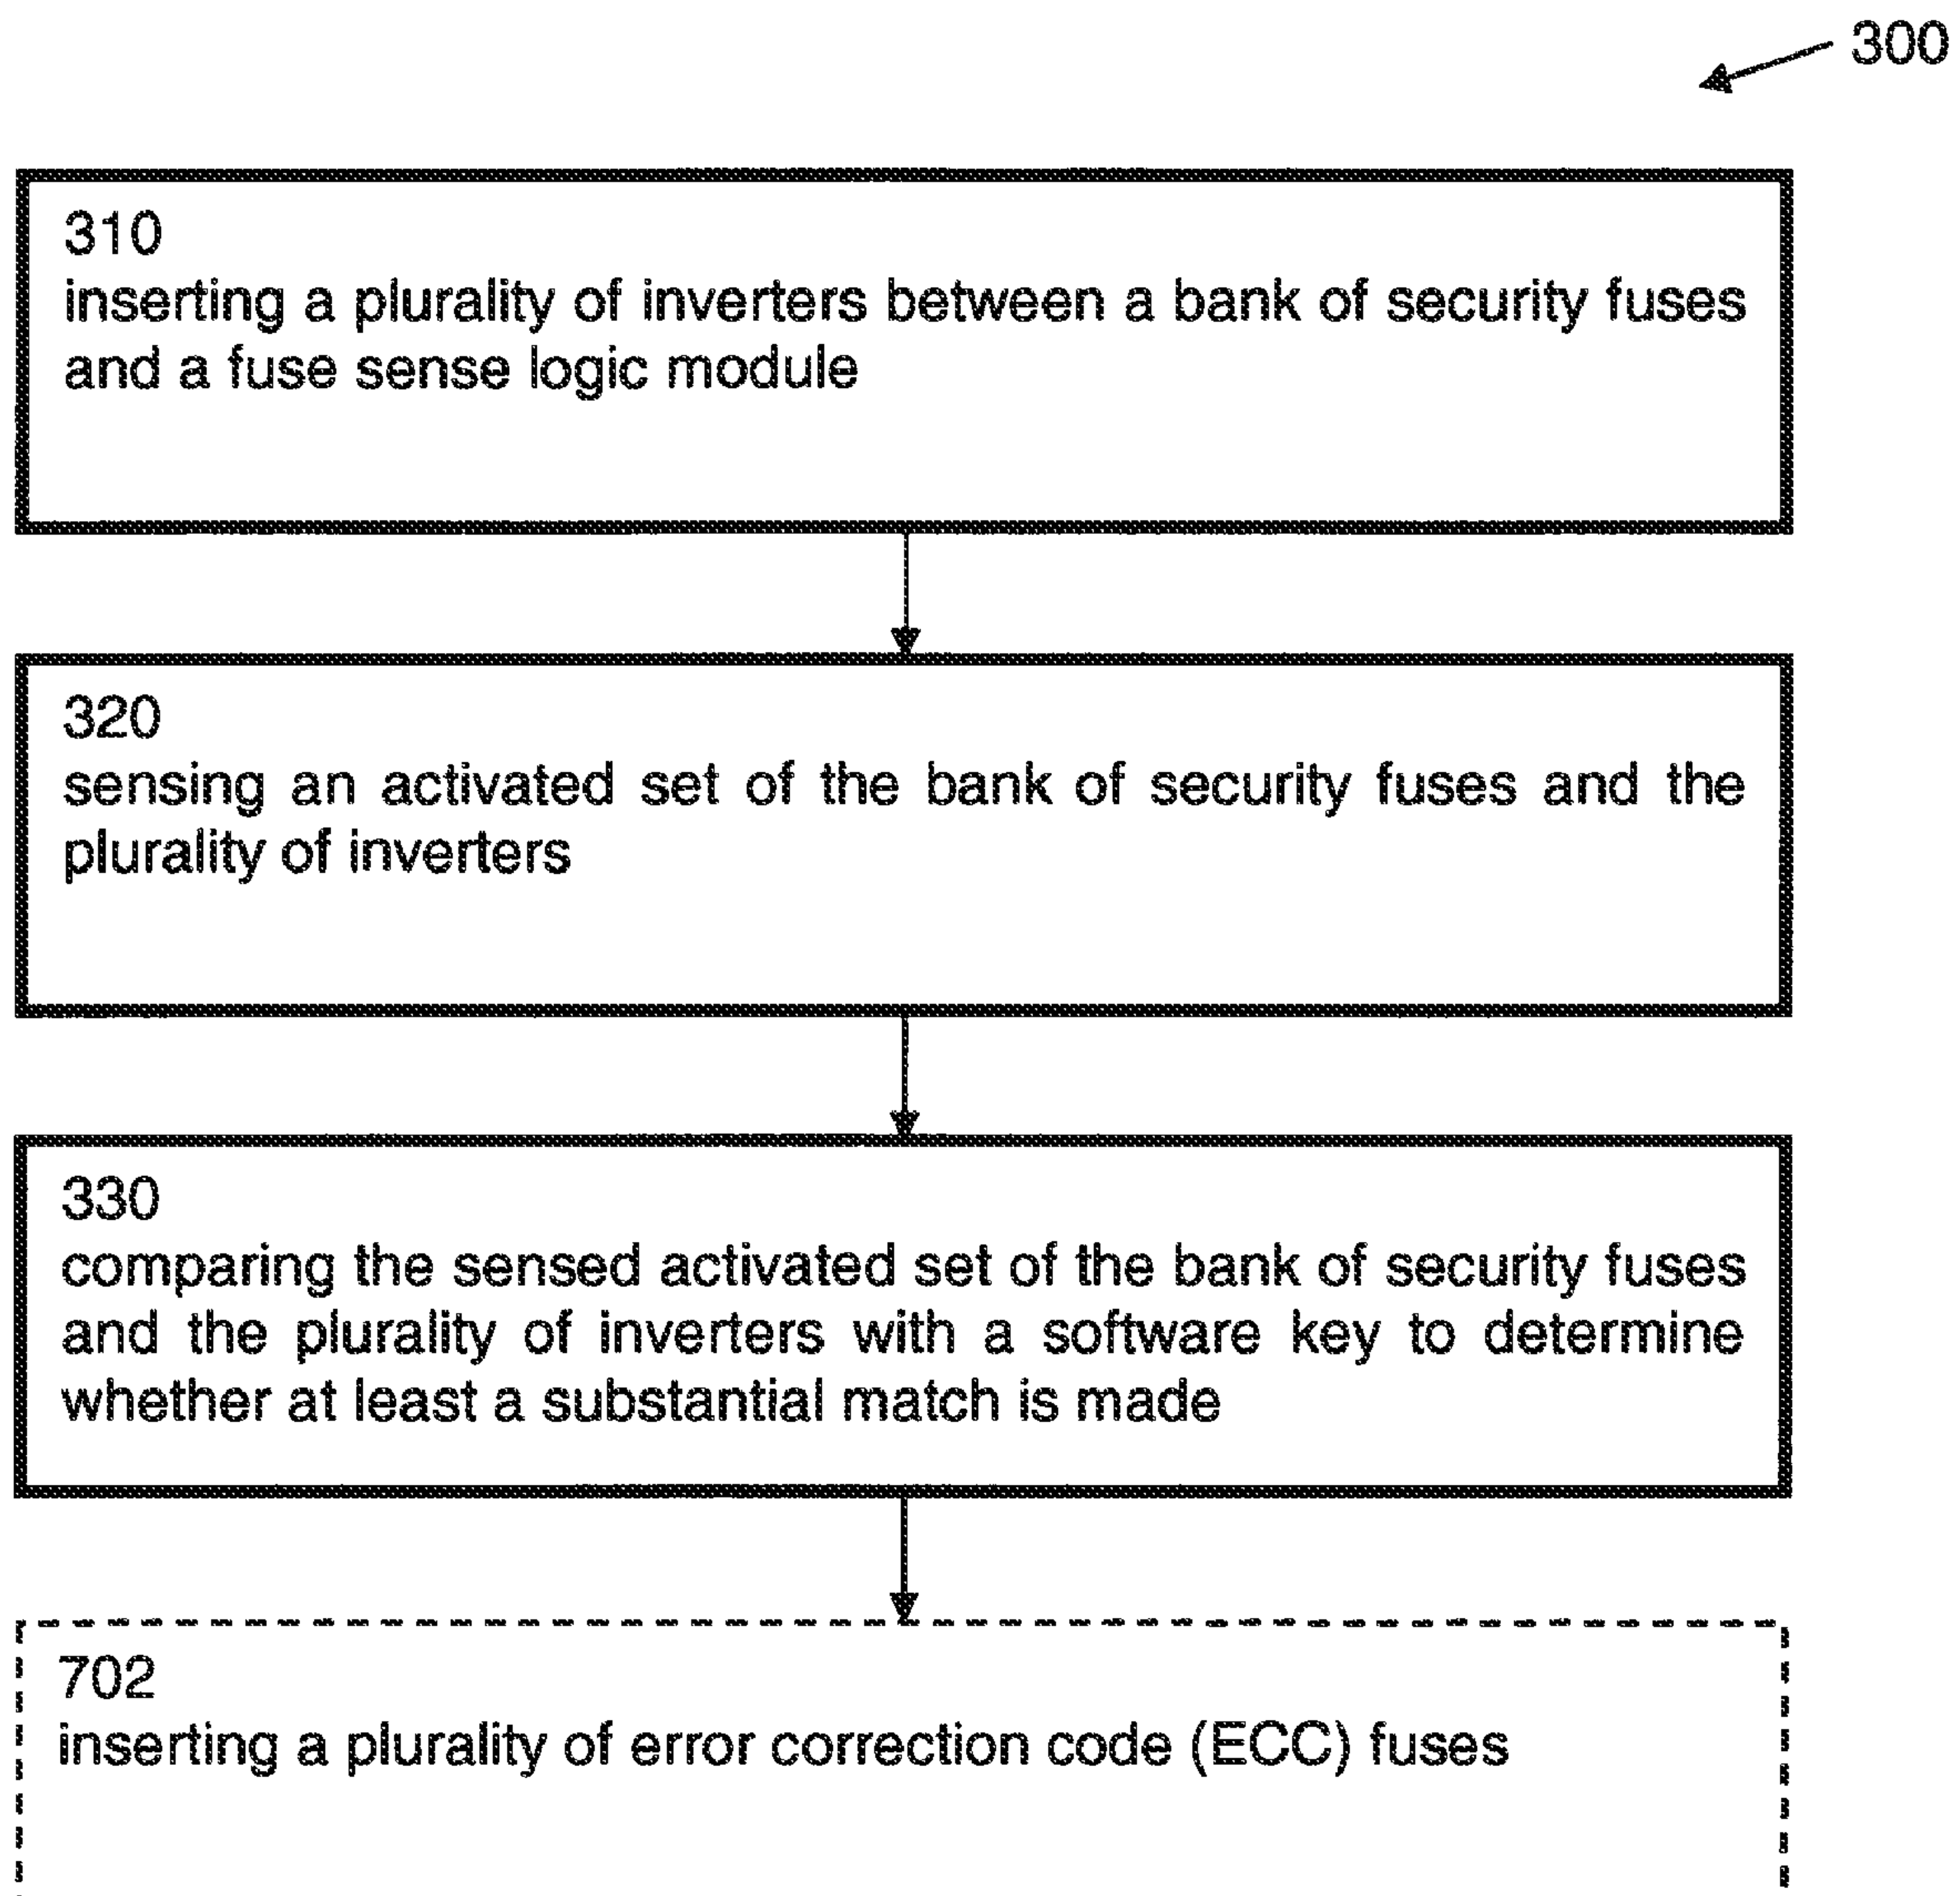 300
310
inserting a plurality of inverters between a bank of security fuses
and a fuse sense logic module
320
sensing an activated set of the bank of security fuses and the
plurality of inverters
330
comparing the sensed activated set of the bank of security fuses
and the plurality of inverters with a software key to determine
whether at least a substantial match is made
702
inserting a plurality of error correction code (ECC) fuses